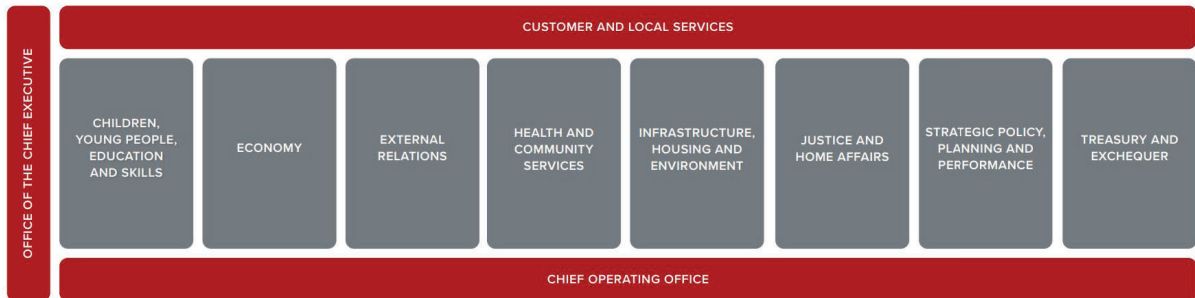 OFFICE OF THE CHIEF EXECUTIVE
CUSTOMER AND LOCAL SERVICES
CHILDREN,
YOUNG PEOPLE,
EDUCATION
AND SKILLS
ECONOMY
EXTERNAL
RELATIONS
HEALTH AND
COMMUNITY
SERVICES
INFRASTRUCTURE,
HOUSING AND
ENVIRONMENT
JUSTICE AND
HOME AFFAIRS
STRATEGIC POLICY,
PLANNING AND
PERFORMANCE
TREASURY AND
EXCHEQUER
CHIEF OPERATING OFFICE